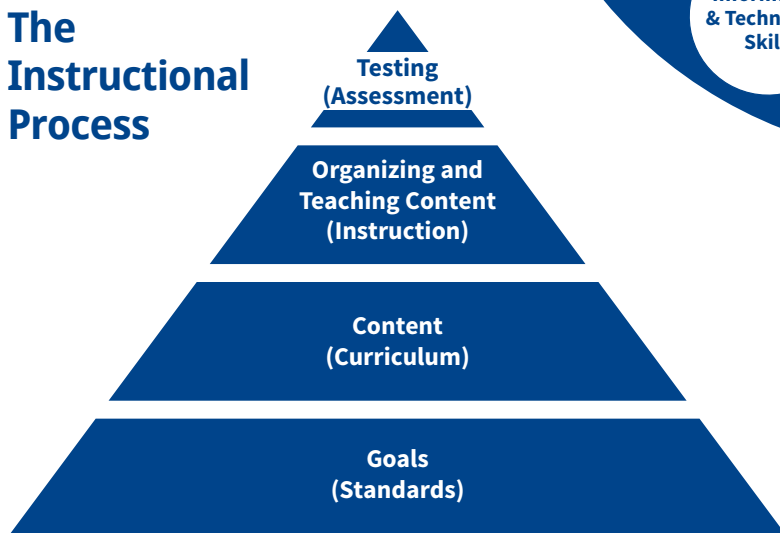 The
Instructional
Process
& Techn
Skil
Testing
(Assessment)
Organizing and
Teaching Content
(Instruction)
Content
(Curriculum)
Goals
(Standards)